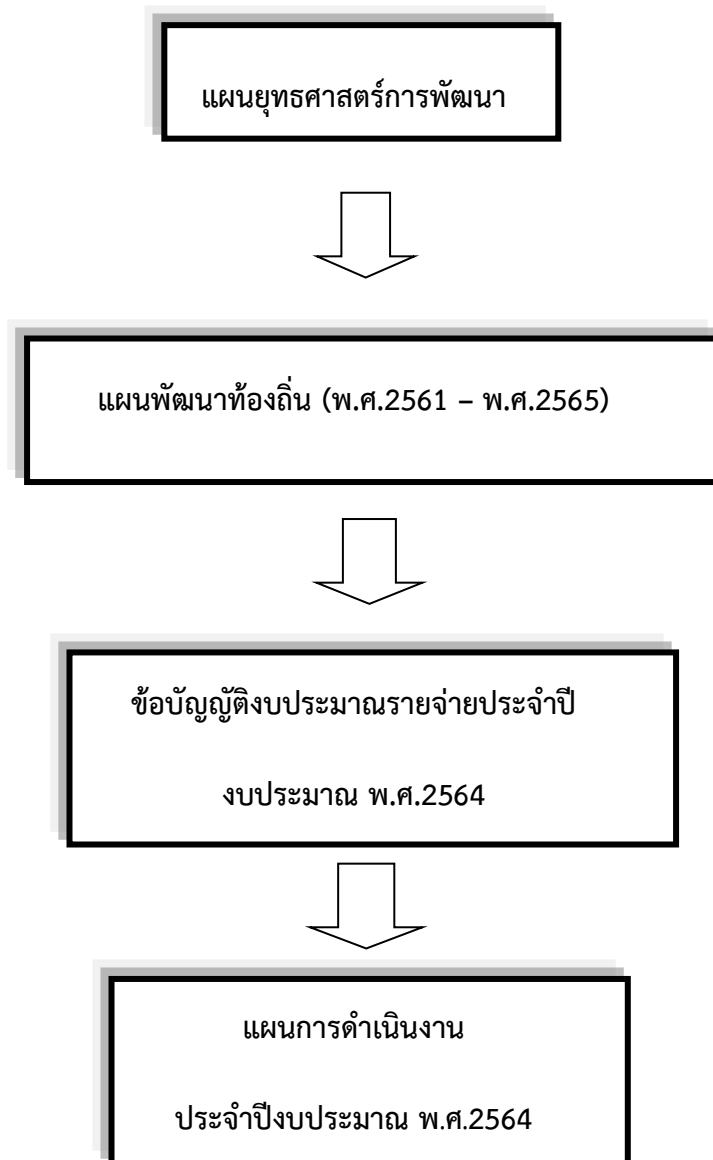 แผนยุทธศาสตร์การพัฒนา
แผนพัฒนาท้องถิ่น (พ.ศ.2561 – พ.ศ.2565)
ข้อบัญญัติงบประมาณรายจ่ายประจำปี
งบประมาณ พ.ศ.2564
แผนการดำเนินงาน
ประจำปีงบประมาณ พ.ศ.2564